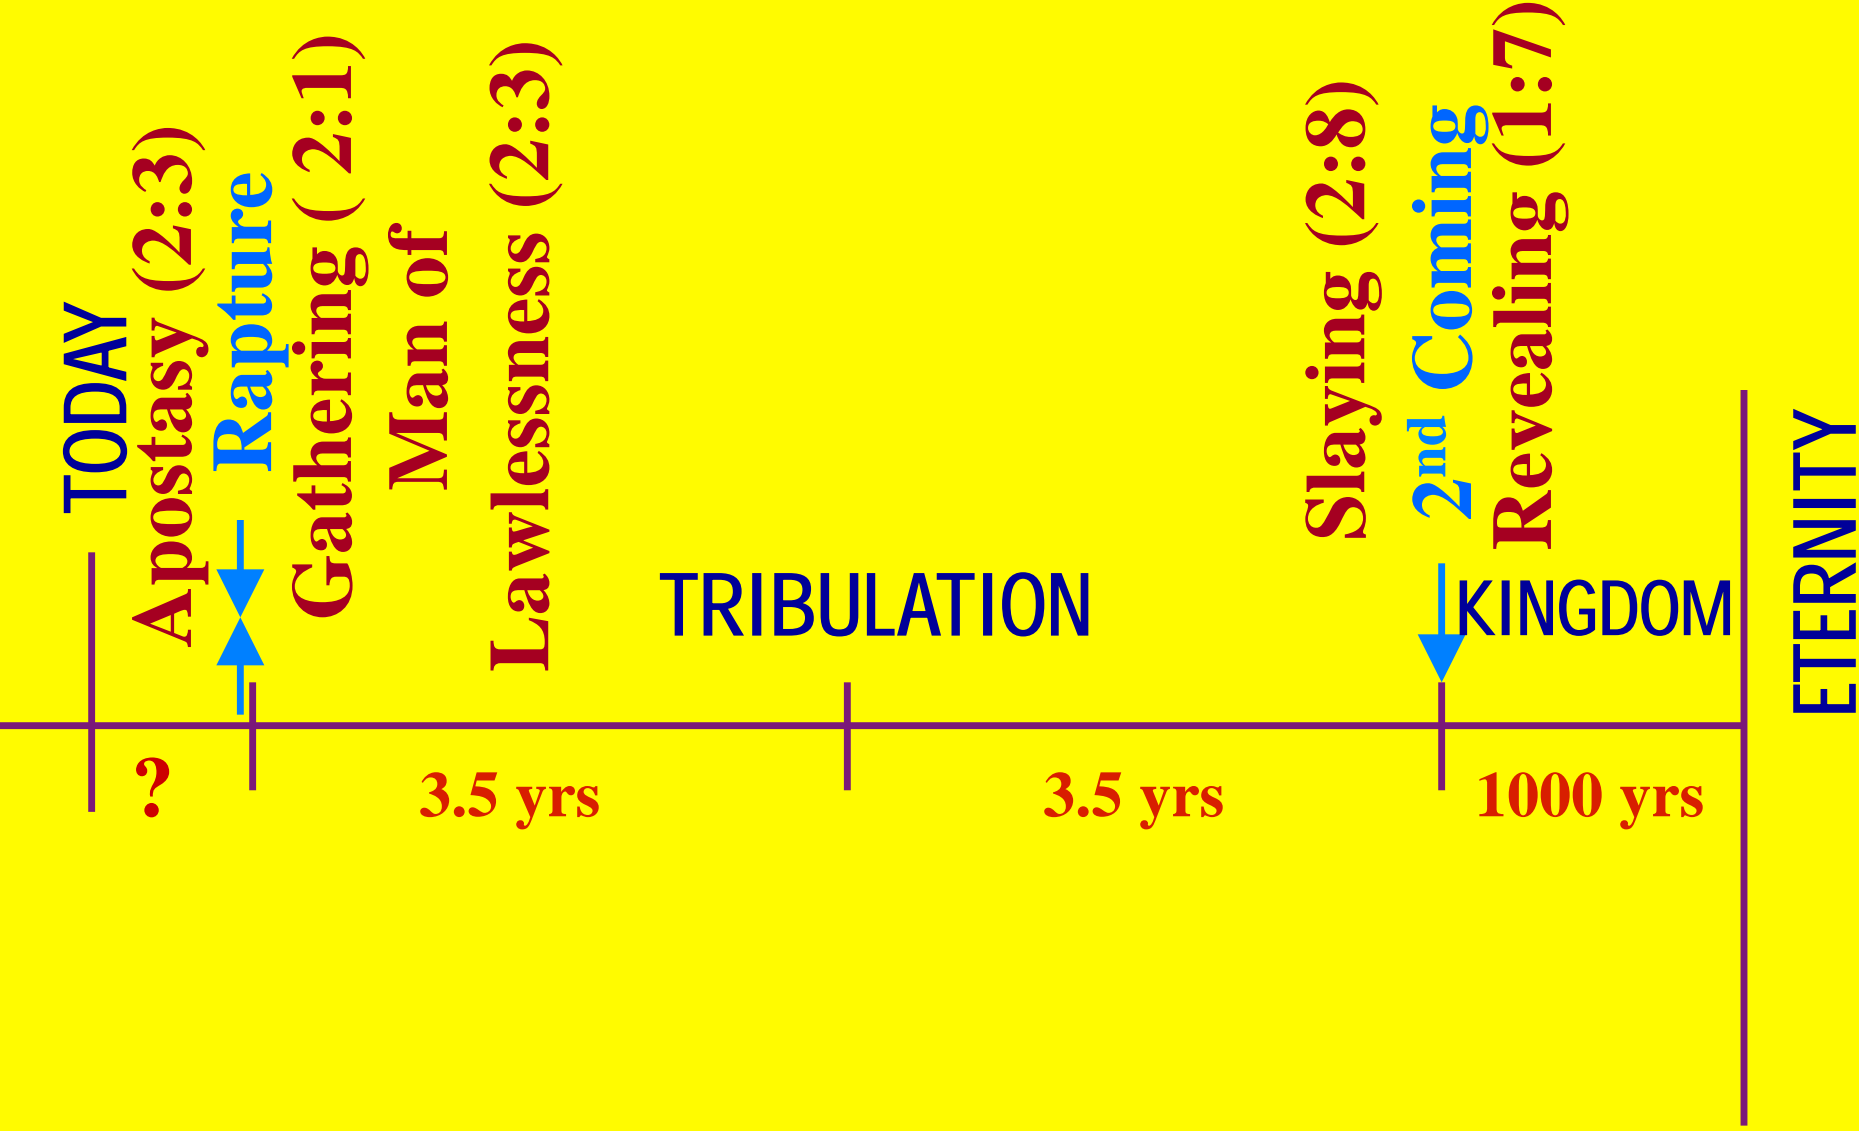 TODAY
Apostasy (2:3)
Rapture
Gathering ( 2:1)
Man of
Lawlessness (2:3)
TRIBULATION
Slaying (2:8)
2nd Coming
Revealing (1:7)
KINGDOM
ETERNITY
?
3.5 yrs
3.5 yrs
1000 yrs